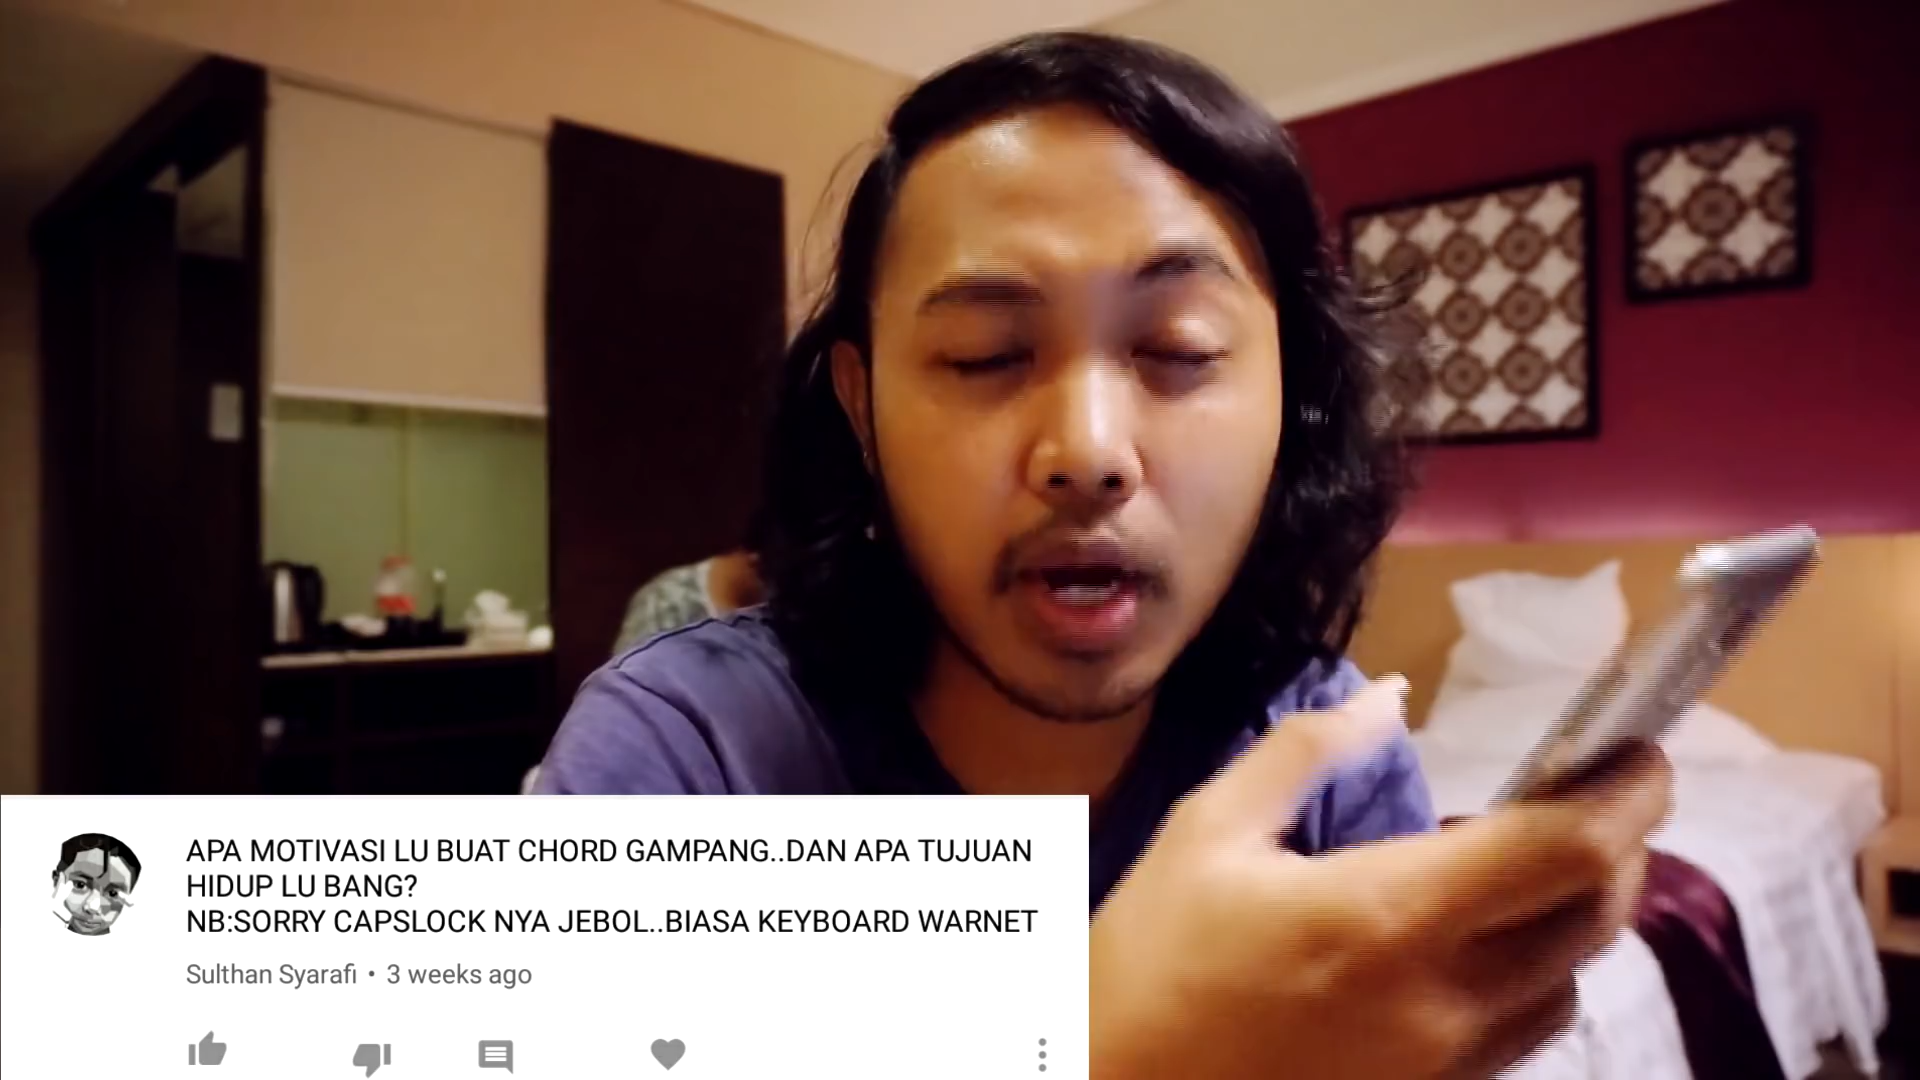 APA MOTIVASI LU BUAT CHORD GAMPANG..DAN APA TUJUAN
HIDUP LU BANG?
NB:SORRY CAPSLOCK NYA JEBOL..BIASA KEYBOARD WARNET
Sulthan Syarafi • 3 weeks ago